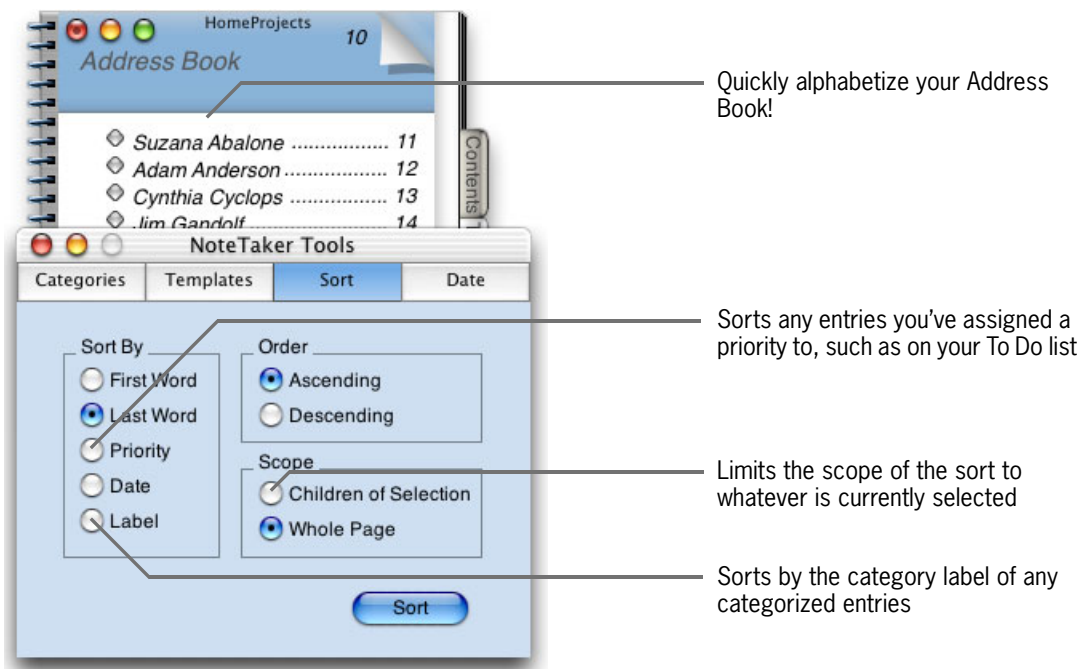 HomeProjects
10
Address Book
Quickly alphabetize your Address
Book!
Suzana Abalone ................. 11
Adam Anderson ................... 12
Cynthia Cyclops .................. 13
Jim Gandolf ......................... 14
Contents
NoteTaker Tools
Categories Templates Sort Date
Sorts any entries you've assigned a
priority to, such as on your To Do list
Sort By
First Word
Last Word
Priority
Date
Label
Order
Ascending
Descending
Scope
Children of Selection
Whole Page
Limits the scope of the sort to
whatever is currently selected
Sorts by the category label of any
categorized entries
Sort